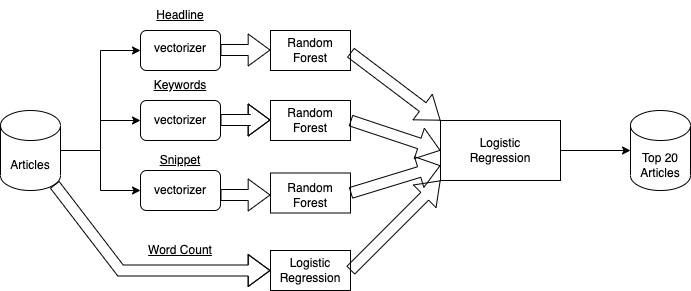 Headline
vectorizer
Random
Forest
Keywords
vectorizer
Random
Forest
Snippet
vectorizer
Random
Forest
Word Count
Logistic
Regression
Articles
Logistic
Regression
Top 20
Articles